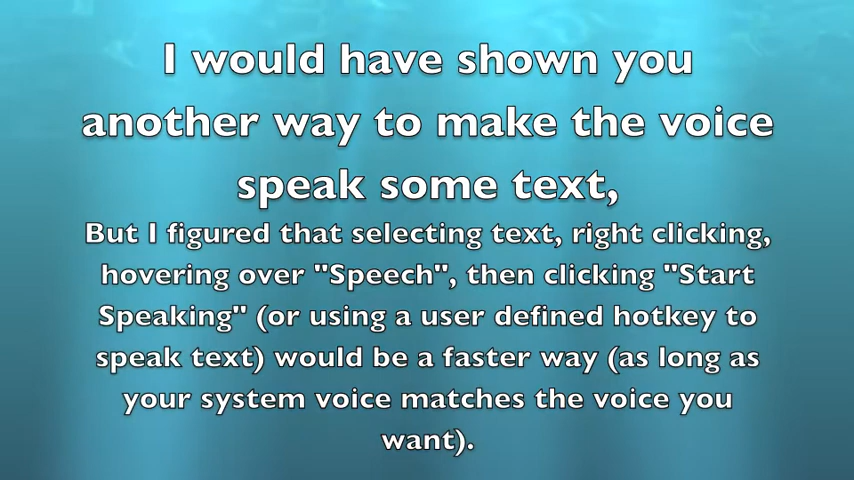 I would have shown you
another way to make the voice
speak some text,
But I figured that selecting text, right clicking,
hovering over "Speech", then clicking "Start
Speaking" (or using a user defined hotkey to
speak text) would be a faster way (as long as
your system voice matches the voice you
want).